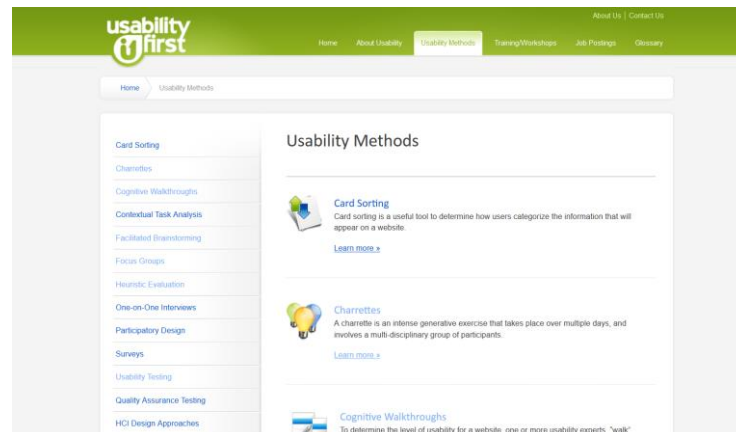 About Us | Contact Us
usability
first
Home About Usability Usability Methods Training/Workshops Job Postings Glossary
Home Usability Methods
Card Sorting
Charrettes
Cognitive Walkthroughs
Contextual Task Analysis
Facilitated Brainstorming
Focus Groups
Heuristic Evaluation
One-on-One Interviews
Participatory Design
Surveys
Usability Testing
Quality Assurance Testing
HCI Design Approaches
Usability Methods
Card Sorting
Card sorting is a useful tool to determine how users categorize the information that will
appear on a website.
Learn more »
Charrettes
A charrette is an intense generative exercise that takes place over multiple days, and
involves a multi-disciplinary group of participants.
Learn more »
Cognitive Walkthroughs
To determine the level of usability for a website, one or more usability experts, "walk"